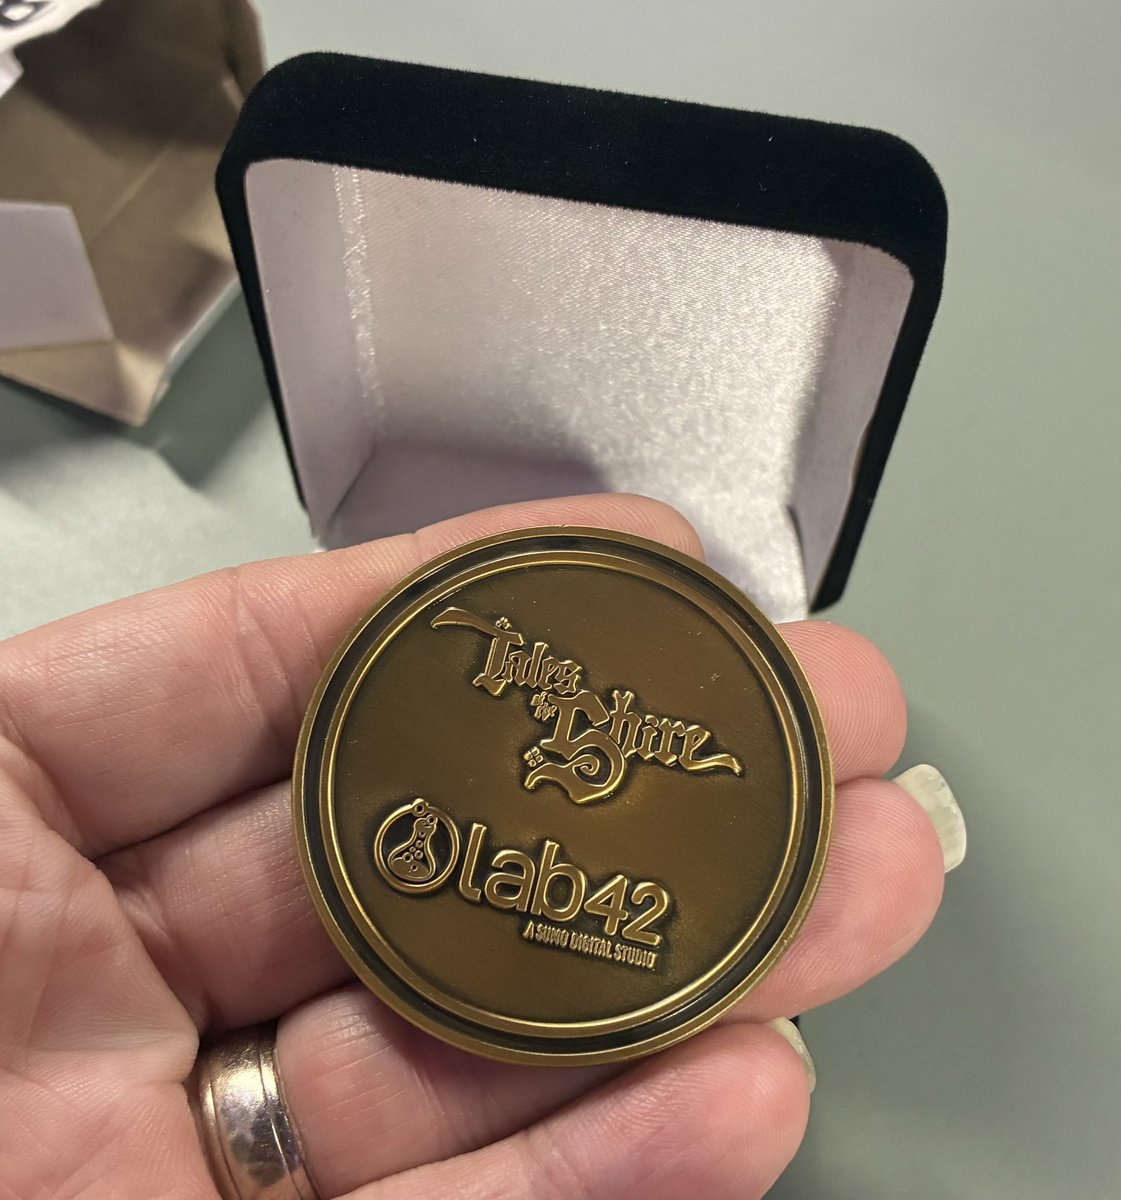 Tales
of the
Shire
lab42
A SUMO DIGITAL STUDIO